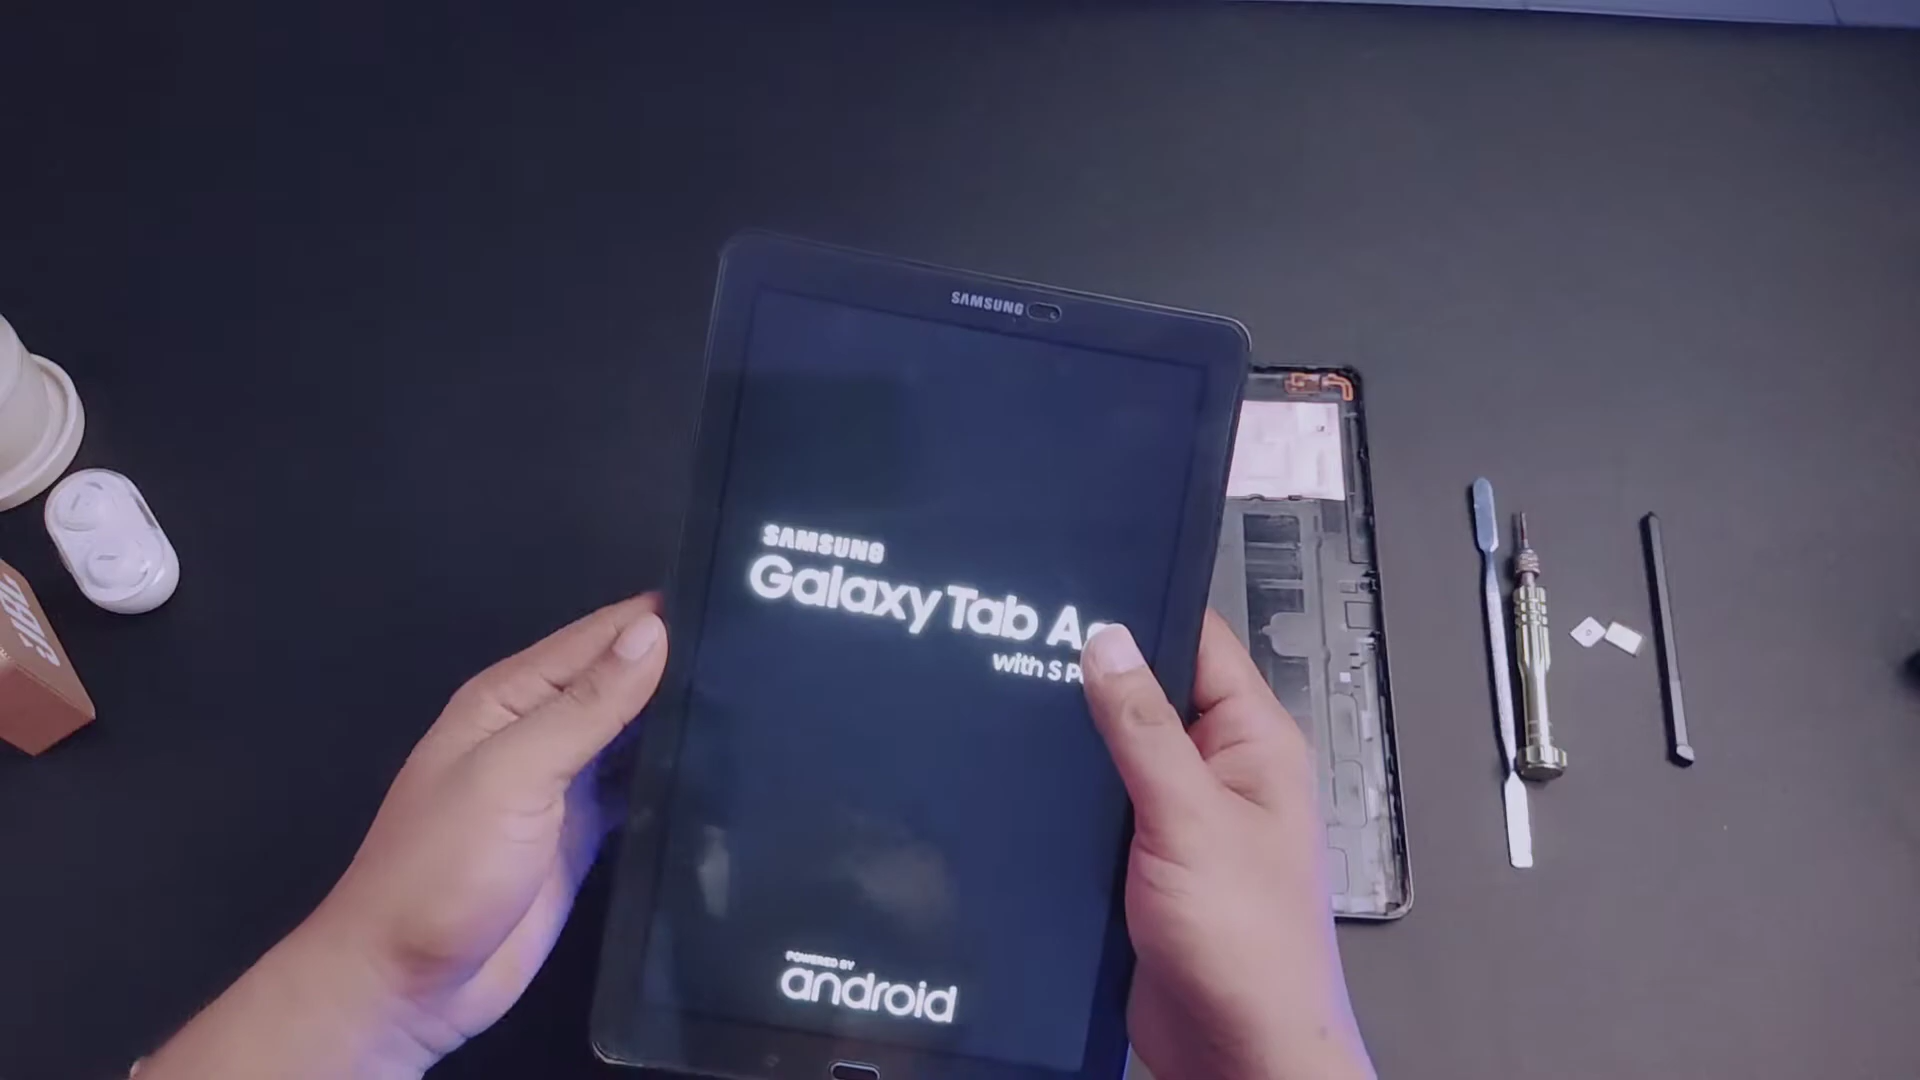 SAMSUNG
SAMSUNG
Galaxy Tab A
with S
POWERED BY
android